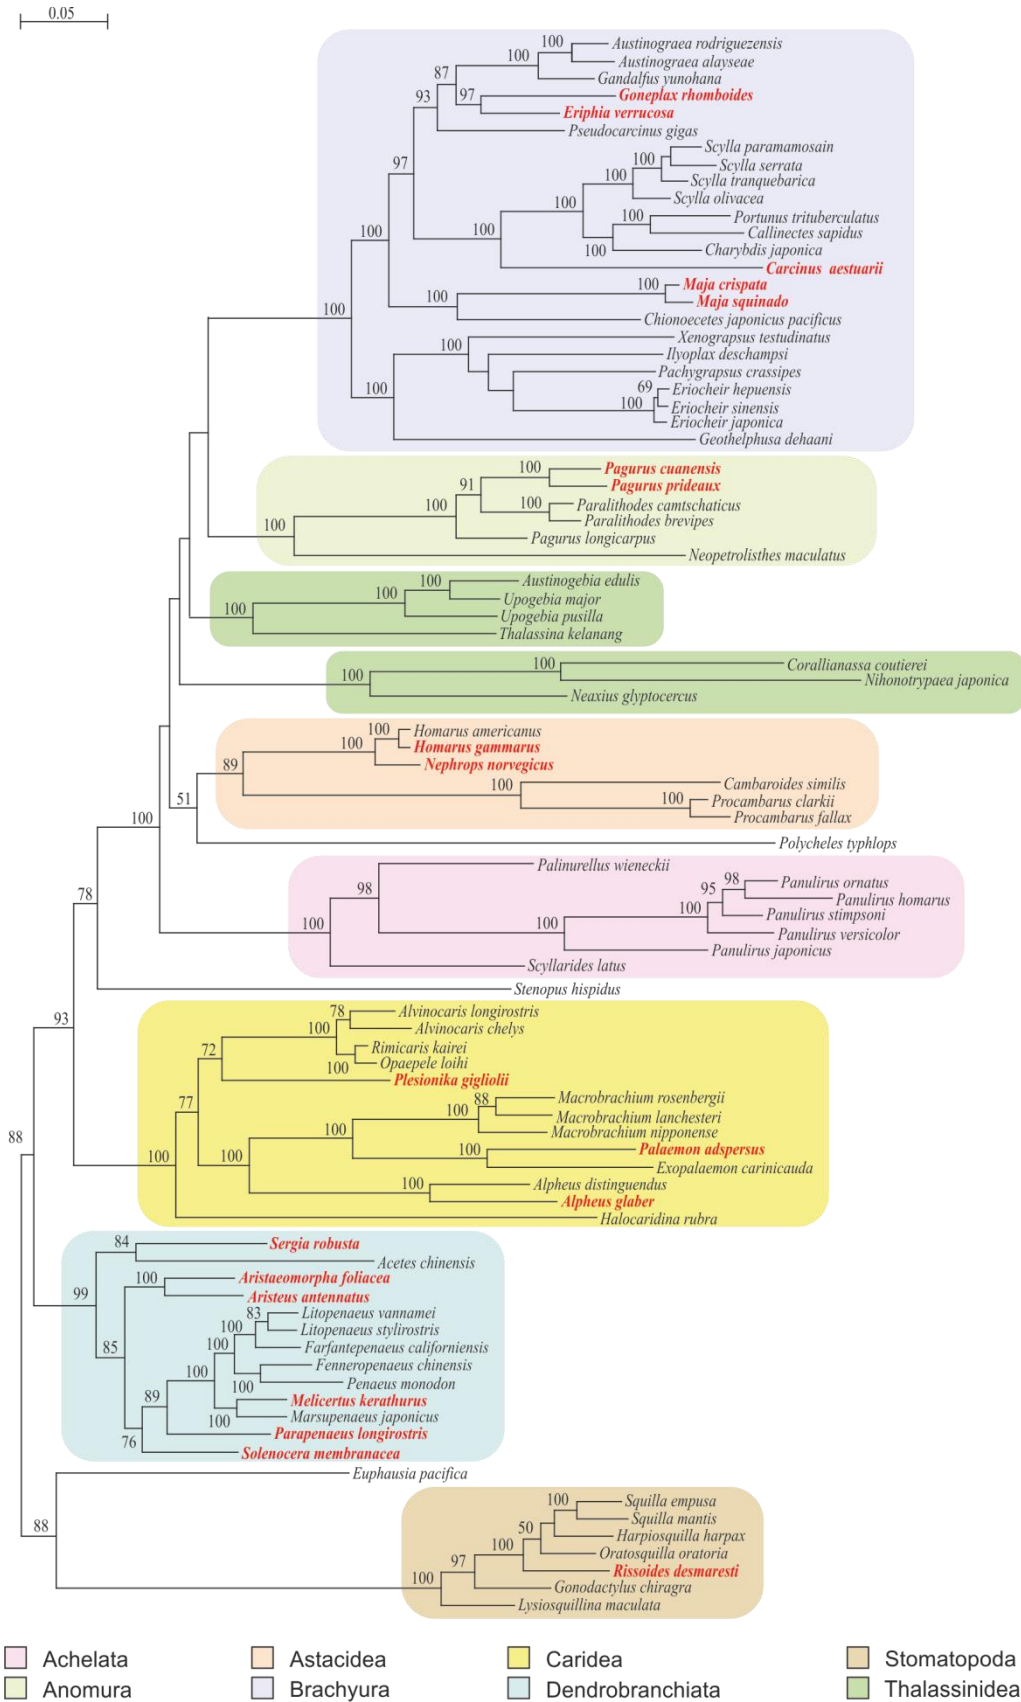 0.05
100 Austinograea rodriguezensis
Austinograea alayseae
87 100 Gandalfus yunohana
93 97 Goneplax rhomboides
Eriphia verrucosa
Pseudocarcinus gigas
Scylla paramamosain
100 Scylla serrata
97 100 Scylla tranquebarica
Scylla olivacea
100 100 Portunus trituberculatus
100 Callinectes sapidus
100 Charybdis japonica
100 Carcinus aestuarii
100 Maja crispata
100 Maja squinado
Chionoecetes japonicus pacificus
100 Xenograpsus testudinatus
100 Ilyoplax deschampsi
Pachygrapsus crassipes
69 Eriocheir hepuensis
100 100 Eriocheir sinensis
Eriocheir japonica
Geothelphusa dehaani
100 Pagurus cuanensis
91 Pagurus prideaux
100 100 Paralithodes camtschaticus
Paralithodes brevipes
100 Pagurus longicarpus
Neopetrolisthes maculatus
100 Austinogebia edulis
100 Upogebia major
100 Upogebia pusilla
Thalassina kelanang
100 Corallianassa coutierei
100 Nihonotrypaea japonica
Neaxius glyptocercus
100 Homarus americanus
100 Homarus gammarus
89 Nephrops norvegicus
100 Cambaroides similis
51 100 Procambarus clarkii
Procambarus fallax
100 Polycheles typhlops
Palinurellus wieneckii
98 98 Panulirus ornatus
95 Panulirus homarus
78 100 Panulirus stimpsoni
100 100 Panulirus versicolor
Panulirus japonicus
Scyllarides latus
Stenopus hispidus
78 Alvinocaris longirostris
93 100 Alvinocaris chelys
72 Rimicaris kairei
100 Opaepele loihi
Plesionika gigliolii
77 88 Macrobrachium rosenbergii
100 Macrobrachium lanchesteri
100 Macrobrachium nipponense
88 100 Palaemon adspersus
100 100 Exopalaemon carinicauda
100 Alpheus distinguendus
Alpheus glaber
Halocaridina rubra
84 Sergia robusta
Acetes chinensis
100 Aristaeomorpha foliacea
99 Aristeus antennatus
83 Litopenaeus vannamei
100 Litopenaeus stylirostris
85 100 Farfantepenaeus californiensis
100 Fenneropenaeus chinensis
100 Penaeus monodon
89 Melicertus kerathurus
100 Marsupenaeus japonicus
76 Parapenaeus longirostris
Solenocera membranacea
Euphausia pacifica
100 Squilla empusa
Squilla mantis
88 50 Harpiosquilla harpax
100 Oratosquilla oratoria
97 Rissoides desmaresti
100 Gonodactylus chiragra
Lysiosquillina maculata
Achelata Astacidea Caridea Stomatopoda
Anomura Brachyura Dendrobranchiata Thalassinidea